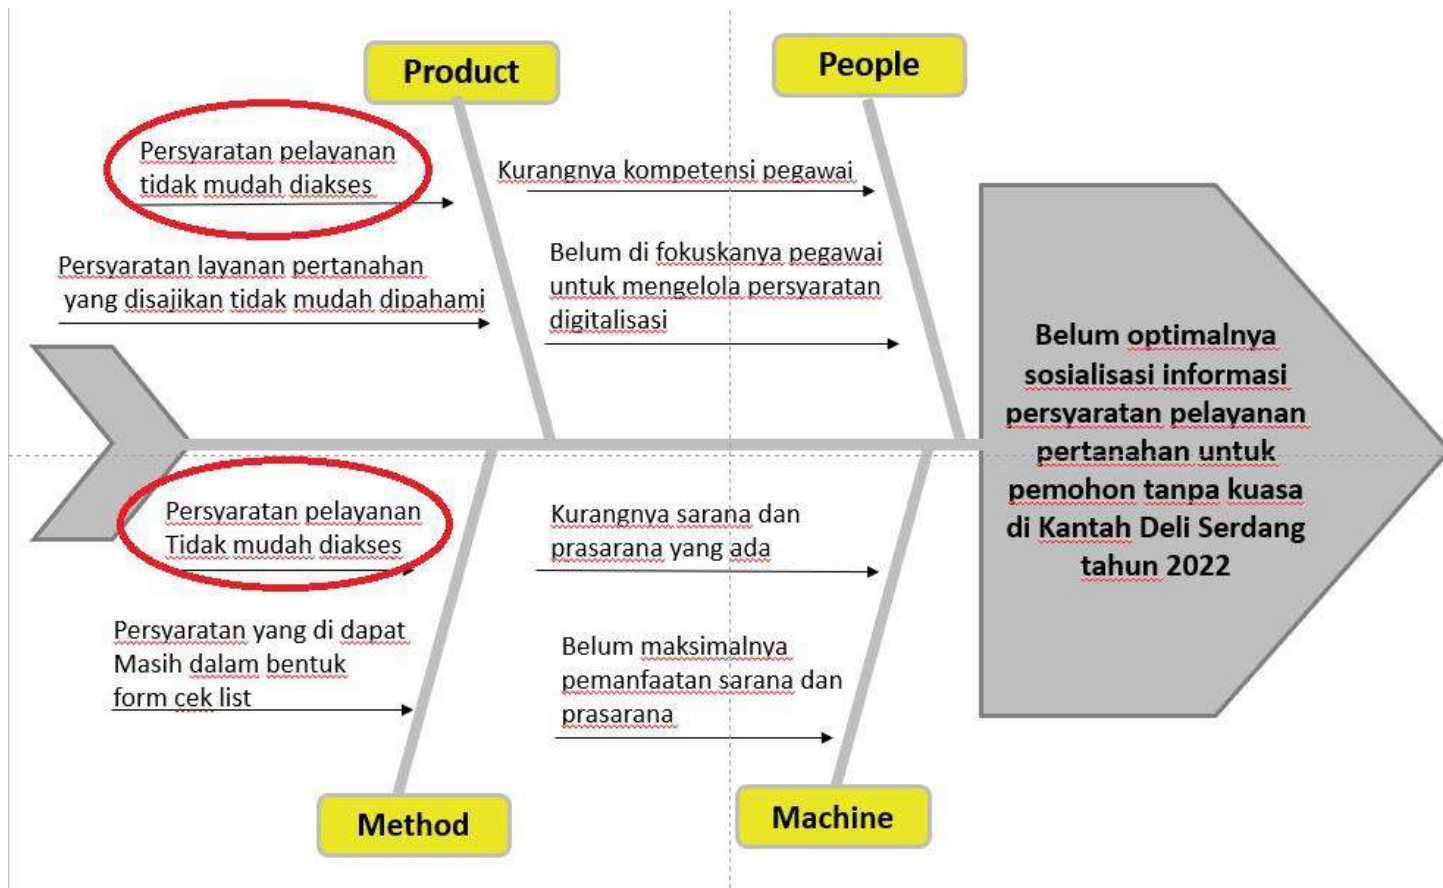 Product
People
Persyaratan pelayanan
tidak mudah diakses
Kurangnya kompetensi pegawai
Persyaratan layanan pertanahan
yang disajikan tidak mudah dipahami
Belum di fokuskanya pegawai
untuk mengelola persyaratan
digitalisasi
Belum optimalnya
sosialisasi informasi
persyaratan pelayanan
pertanahan untuk
pemohon tanpa kuasa
di Kantah Deli Serdang
tahun 2022
Persyaratan pelayanan
Tidak mudah diakses
Kurangnya sarana dan
prasarana yang ada
Persyaratan yang di dapat
Masih dalam bentuk
form cek list
Belum maksimalnya
pemanfaatan sarana dan
prasarana
Method
Machine